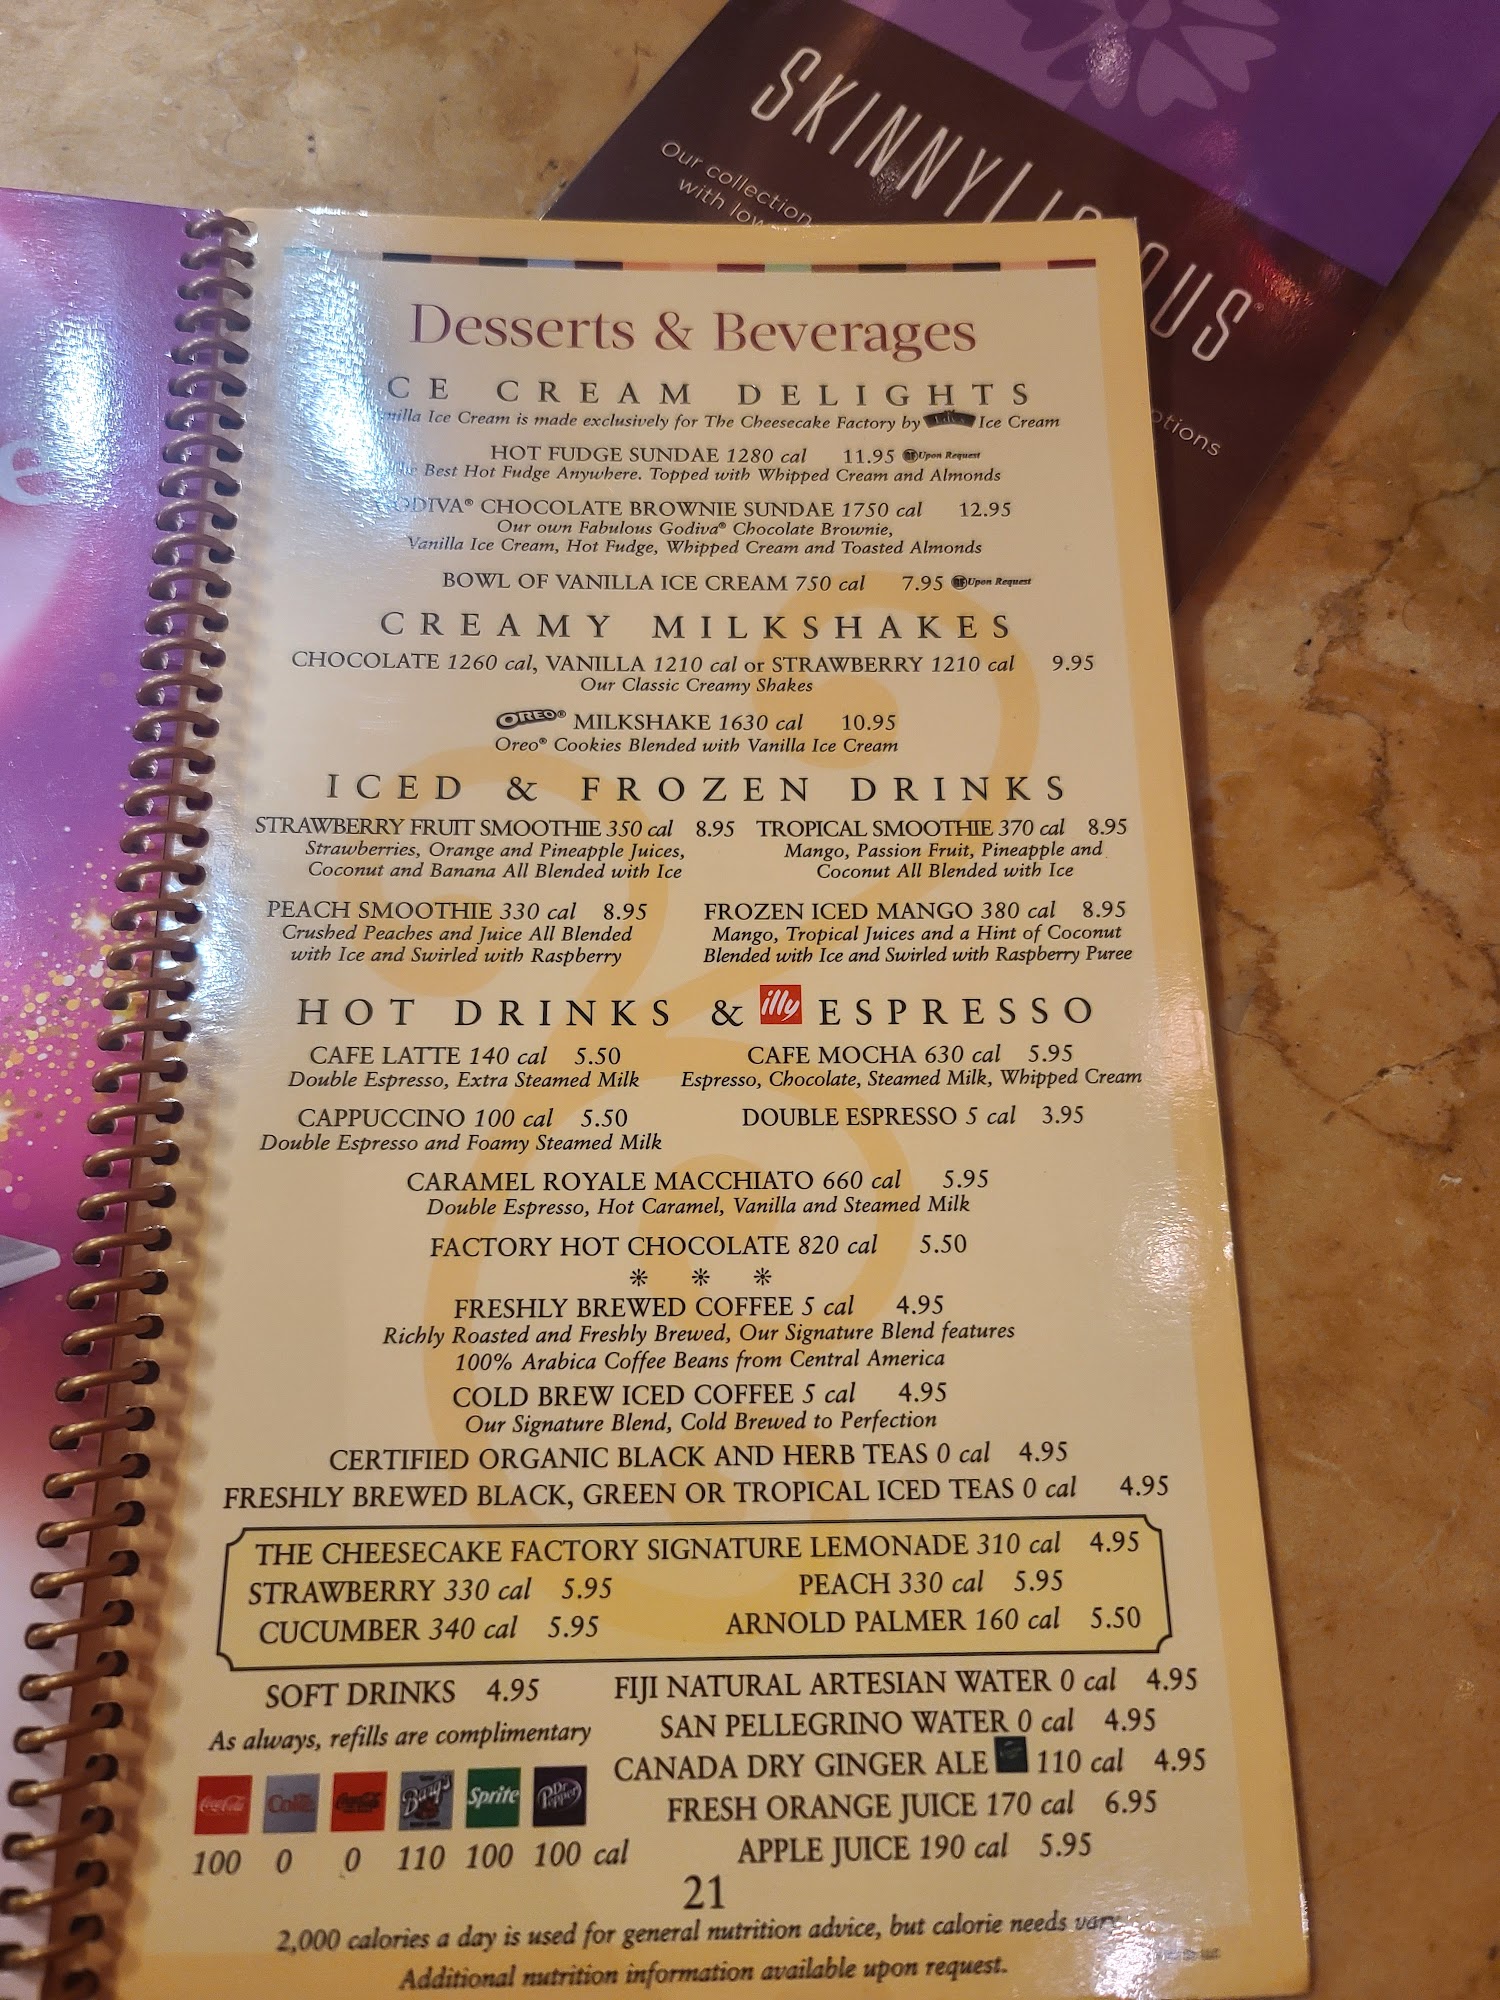 SKINNYLICIOUS®
Our collection
with low
options
e
Desserts & Beverages
CE CREAM DELIGHTS
nilla Ice Cream is made exclusively for The Cheesecake Factory by Ice Cream
HOT FUDGE SUNDAE 1280 cal 11.95 GF Upon Request
Best Hot Fudge Anywhere. Topped with Whipped Cream and Almonds
ODIVA® CHOCOLATE BROWNIE SUNDAE 1750 cal 12.95
Our own Fabulous Godiva® Chocolate Brownie,
Vanilla Ice Cream, Hot Fudge, Whipped Cream and Toasted Almonds
BOWL OF VANILLA ICE CREAM 750 cal 7.95 GF Upon Request
CREAMY MILKSHAKES
CHOCOLATE 1260 cal, VANILLA 1210 cal or STRAWBERRY 1210 cal 9.95
Our Classic Creamy Shakes
OREO® MILKSHAKE 1630 cal 10.95
Oreo® Cookies Blended with Vanilla Ice Cream
ICED & FROZEN DRINKS
STRAWBERRY FRUIT SMOOTHIE 350 cal 8.95
Strawberries, Orange and Pineapple Juices,
Coconut and Banana All Blended with Ice
TROPICAL SMOOTHIE 370 cal 8.95
Mango, Passion Fruit, Pineapple and
Coconut All Blended with Ice
PEACH SMOOTHIE 330 cal 8.95
Crushed Peaches and Juice All Blended
with Ice and Swirled with Raspberry
FROZEN ICED MANGO 380 cal 8.95
Mango, Tropical Juices and a Hint of Coconut
Blended with Ice and Swirled with Raspberry Puree
HOT DRINKS & illy ESPRESSO
CAFE LATTE 140 cal 5.50
Double Espresso, Extra Steamed Milk
CAFE MOCHA 630 cal 5.95
Espresso, Chocolate, Steamed Milk, Whipped Cream
CAPPUCCINO 100 cal 5.50
Double Espresso and Foamy Steamed Milk
DOUBLE ESPRESSO 5 cal 3.95
CARAMEL ROYALE MACCHIATO 660 cal 5.95
Double Espresso, Hot Caramel, Vanilla and Steamed Milk
FACTORY HOT CHOCOLATE 820 cal 5.50
* * *
FRESHLY BREWED COFFEE 5 cal 4.95
Richly Roasted and Freshly Brewed, Our Signature Blend features
100% Arabica Coffee Beans from Central America
COLD BREW ICED COFFEE 5 cal 4.95
Our Signature Blend, Cold Brewed to Perfection
CERTIFIED ORGANIC BLACK AND HERB TEAS 0 cal 4.95
FRESHLY BREWED BLACK, GREEN OR TROPICAL ICED TEAS 0 cal 4.95
THE CHEESECAKE FACTORY SIGNATURE LEMONADE 310 cal 4.95
STRAWBERRY 330 cal 5.95 PEACH 330 cal 5.95
CUCUMBER 340 cal 5.95 ARNOLD PALMER 160 cal 5.50
SOFT DRINKS 4.95
As always, refills are complimentary
Coca-Cola Coke Coca-Cola Barq's Sprite Dr Pepper
100 0 0 110 100 100 cal
FIJI NATURAL ARTESIAN WATER 0 cal 4.95
SAN PELLEGRINO WATER 0 cal 4.95
CANADA DRY GINGER ALE 110 cal 4.95
FRESH ORANGE JUICE 170 cal 6.95
APPLE JUICE 190 cal 5.95
21
2,000 calories a day is used for general nutrition advice, but calorie needs vary
Additional nutrition information available upon request.